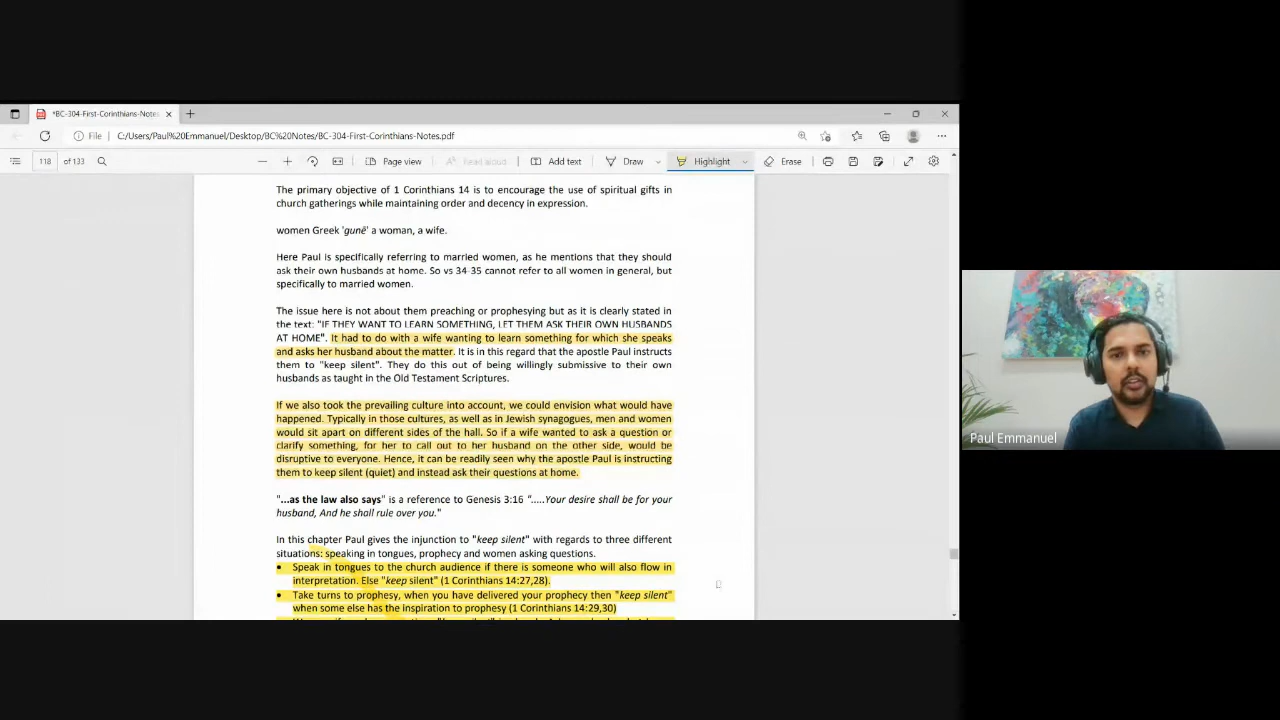 *BC-304-First-Corinthians-Notes
File
C:/Users/Paul%20Emmanuel/Desktop/BC%20Notes/BC-304-First-Corinthians-Notes.pdf
118 of 133
Page view
Read aloud
Add text
Draw
Highlight
Erase
The primary objective of 1 Corinthians 14 is to encourage the use of spiritual gifts in
church gatherings while maintaining order and decency in expression.
women Greek 'gunē' a woman, a wife.
Here Paul is specifically referring to married women, as he mentions that they should
ask their own husbands at home. So vs 34-35 cannot refer to all women in general, but
specifically to married women.
The issue here is not about them preaching or prophesying but as it is clearly stated in
the text: "IF THEY WANT TO LEARN SOMETHING, LET THEM ASK THEIR OWN HUSBANDS
AT HOME". It had to do with a wife wanting to learn something for which she speaks
and asks her husband about the matter. It is in this regard that the apostle Paul instructs
them to "keep silent". They do this out of being willingly submissive to their own
husbands as taught in the Old Testament Scriptures.
If we also took the prevailing culture into account, we could envision what would have
happened. Typically in those cultures, as well as in Jewish synagogues, men and women
would sit apart on different sides of the hall. So if a wife wanted to ask a question or
clarify something, for her to call out to her husband on the other side, would be
disruptive to everyone. Hence, it can be readily seen why the apostle Paul is instructing
them to keep silent (quiet) and instead ask their questions at home.
"...as the law also says" is a reference to Genesis 3:16 ".....Your desire shall be for your
husband, And he shall rule over you."
In this chapter Paul gives the injunction to "keep silent" with regards to three different
situations: speaking in tongues, prophecy and women asking questions.
• Speak in tongues to the church audience if there is someone who will also flow in
interpretation. Else "keep silent" (1 Corinthians 14:27,28).
• Take turns to prophesy, when you have delivered your prophecy then "keep silent"
when some else has the inspiration to prophesy (1 Corinthians 14:29,30)
Paul Emmanuel